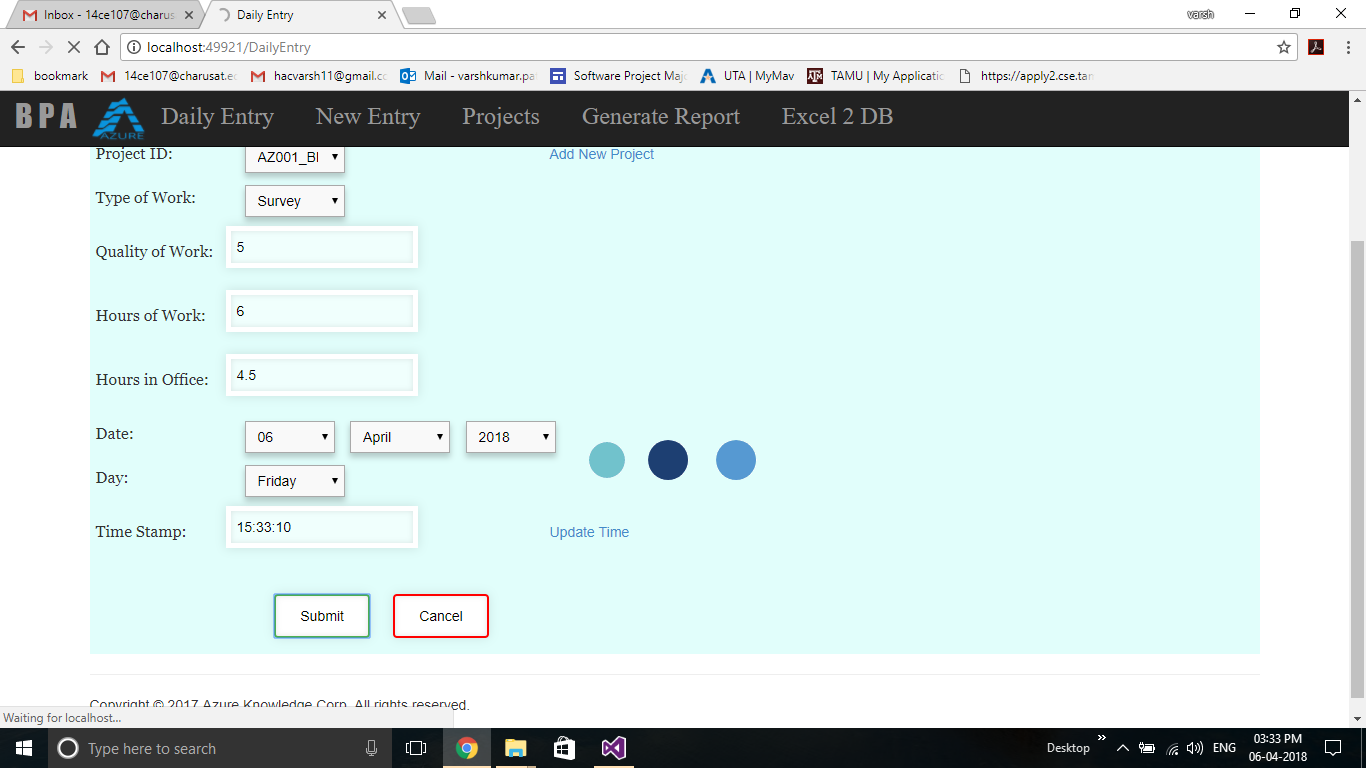 Inbox - 14ce107@charus
Daily Entry
varsh
localhost:49921/DailyEntry
bookmark
14ce107@charusat.e
hacvarsh11@gmail.c
Mail - varshkumar.pa
Software Project Maj
UTA | MyMav
TAMU | My Applicati
https://apply2.cse.tan
BPA
AZURE
Daily Entry
New Entry
Projects
Generate Report
Excel 2 DB
Project ID:
AZ001_BI
Add New Project
Type of Work:
Survey
Quality of Work:
5
Hours of Work:
6
Hours in Office:
4.5
Date:
06
April
2018
Day:
Friday
Time Stamp:
15:33:10
Update Time
Submit
Cancel
Copyright © 2017 Azure Knowledge Corp. All rights reserved.
Waiting for localhost...
Type here to search
Desktop
ENG
03:33 PM
06-04-2018